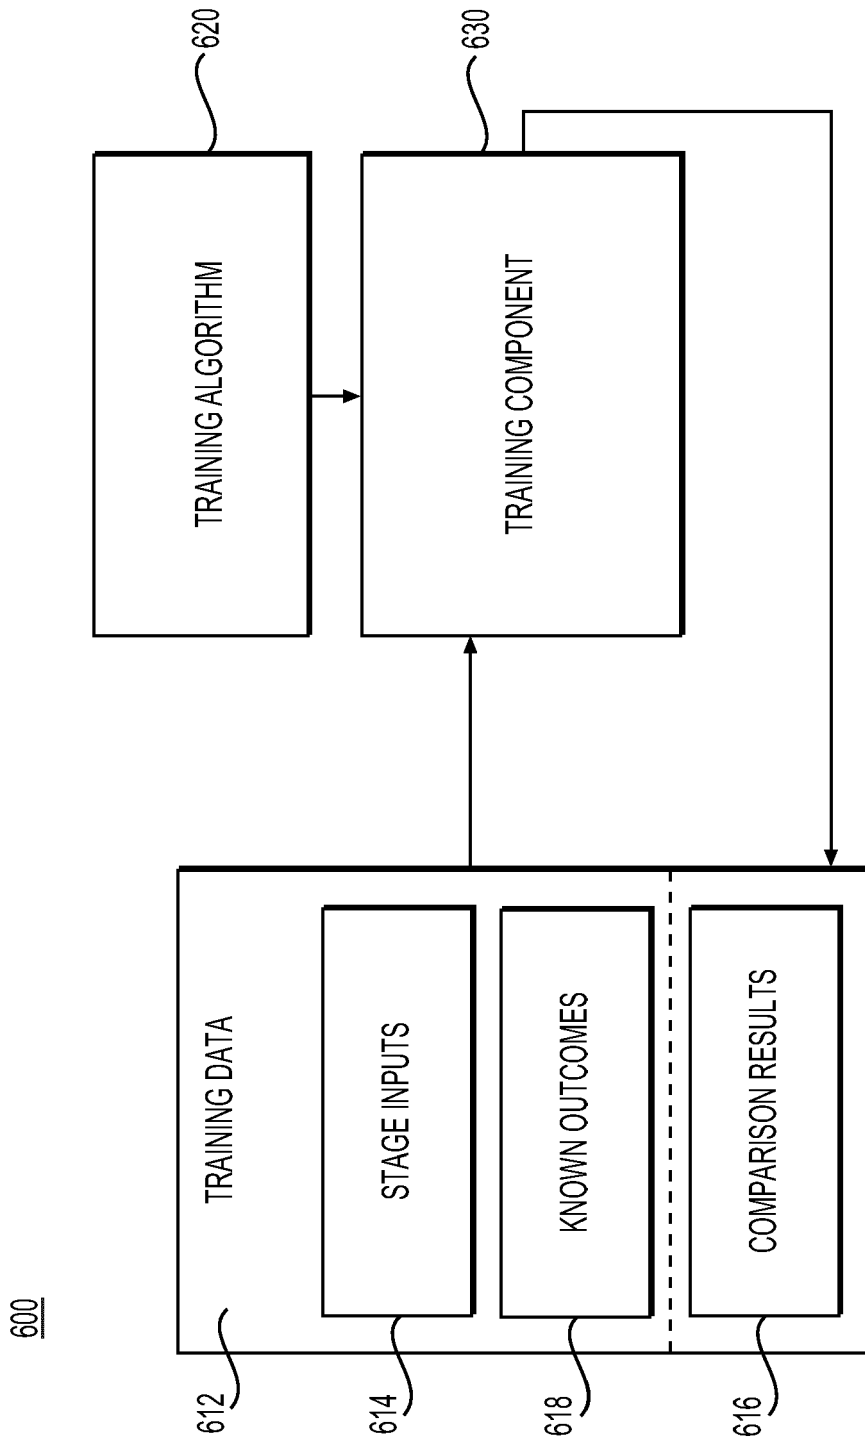 600
612
TRAINING DATA
614
STAGE INPUTS
618
KNOWN OUTCOMES
616
COMPARISON RESULTS
TRAINING ALGORITHM
620
TRAINING COMPONENT
630